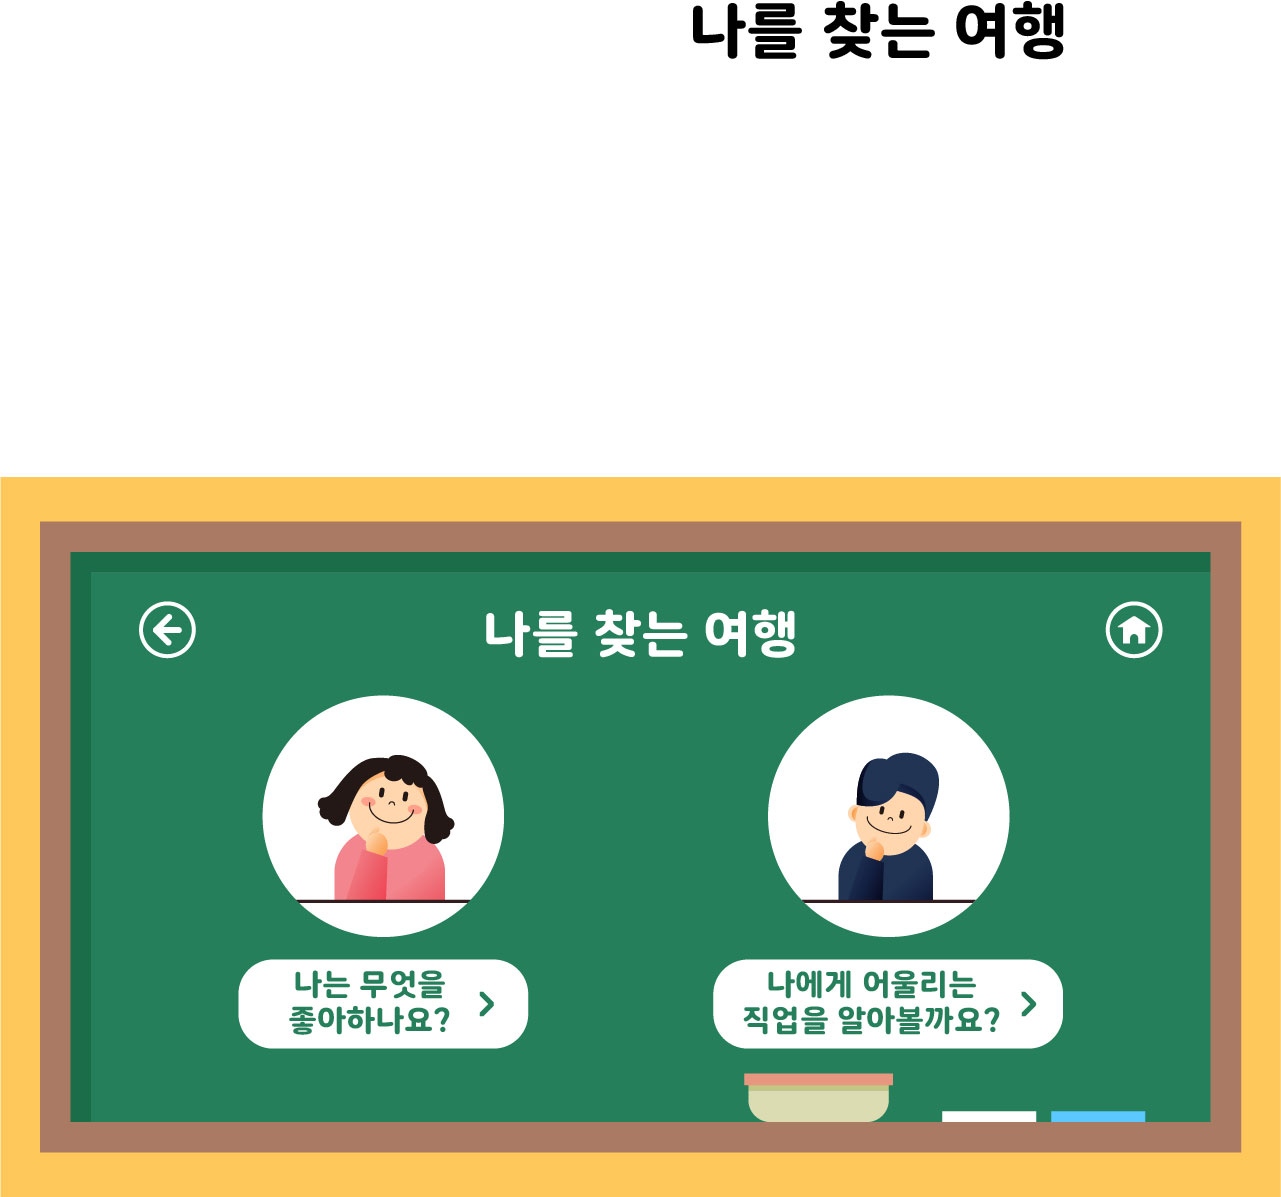 나를 찾는 여행
나를 찾는 여행
나는 무엇을
좋아하나요?
나에게 어울리는
직업을 알아볼까요?